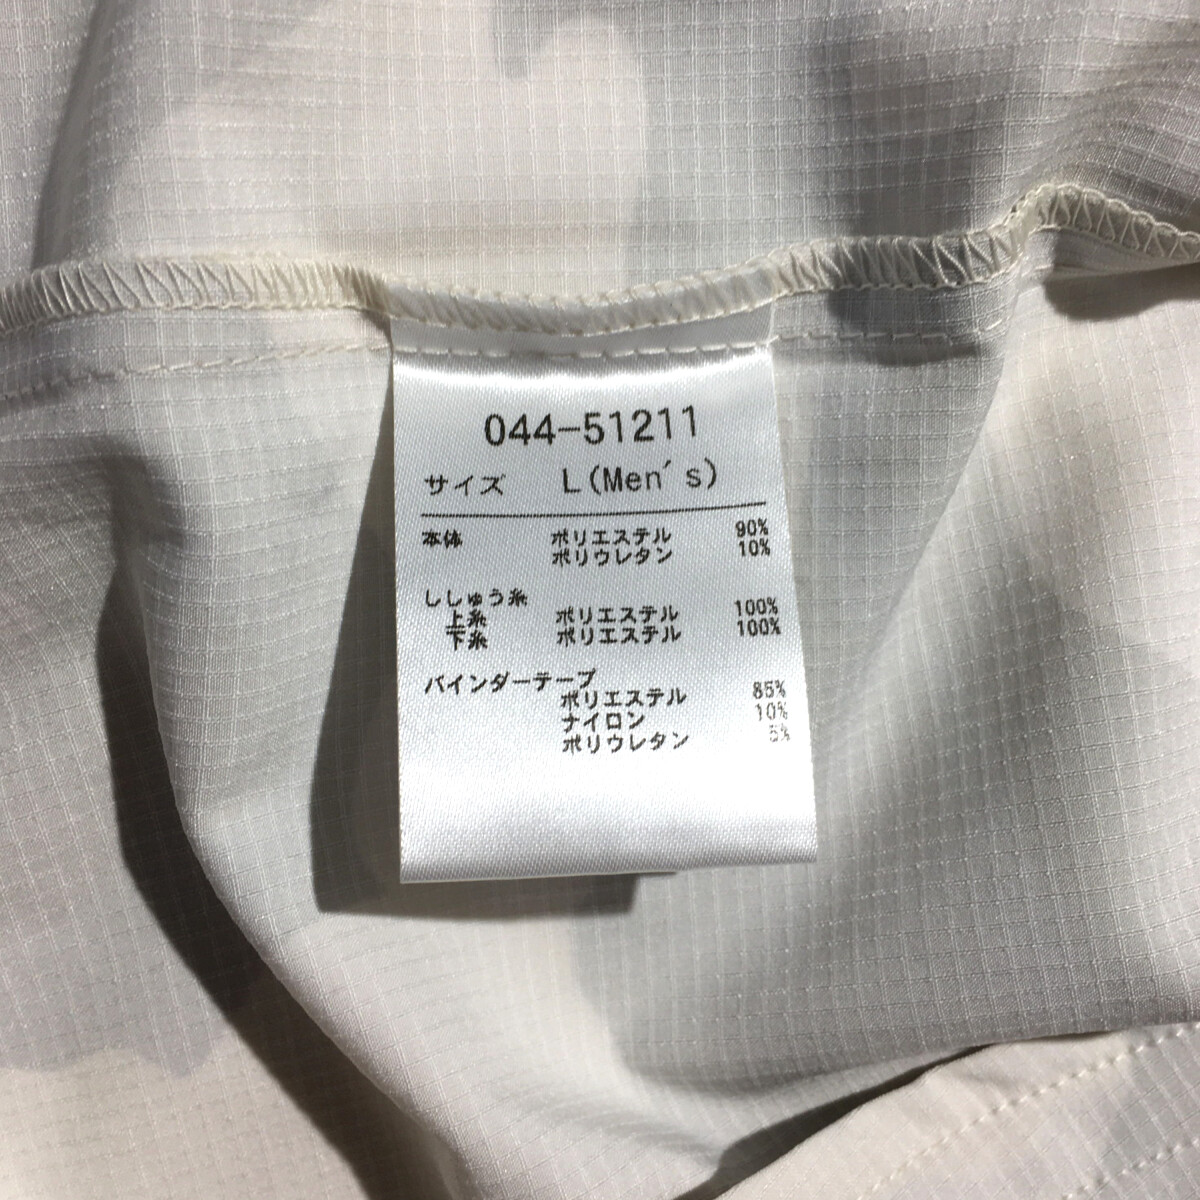 044-51211
サイズ L(Men's)
本体 ポリエステル 90%
ポリウレタン 10%
ししゅう糸
上糸 ポリエステル 100%
下糸 ポリエステル 100%
バインダーテープ
ポリエステル 85%
ナイロン 10%
ポリウレタン 5%